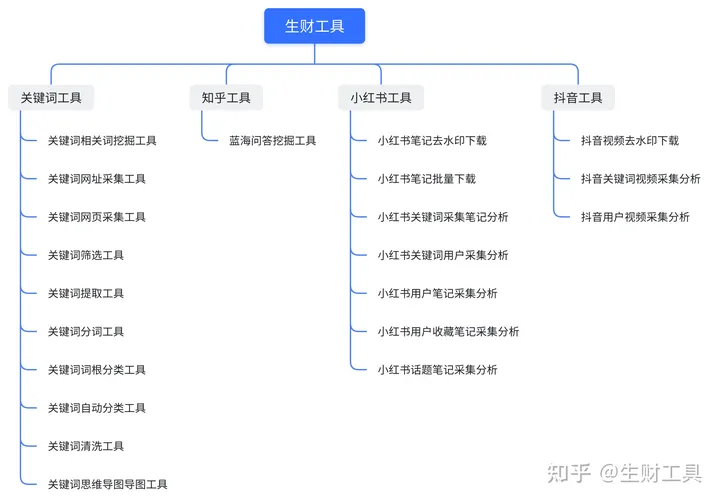 生财工具
关键词工具
关键词相关词挖掘工具
关键词网址采集工具
关键词网页采集工具
关键词筛选工具
关键词提取工具
关键词分词工具
关键词词根分类工具
关键词自动分类工具
关键词清洗工具
关键词思维导图导图工具
知乎工具
蓝海问答挖掘工具
小红书工具
小红书笔记去水印下载
小红书笔记批量下载
小红书关键词采集笔记分析
小红书关键词用户采集分析
小红书用户笔记采集分析
小红书用户收藏笔记采集分析
小红书话题笔记采集分析
抖音工具
抖音视频去水印下载
抖音关键词视频采集分析
抖音用户视频采集分析
知乎 @生财工具